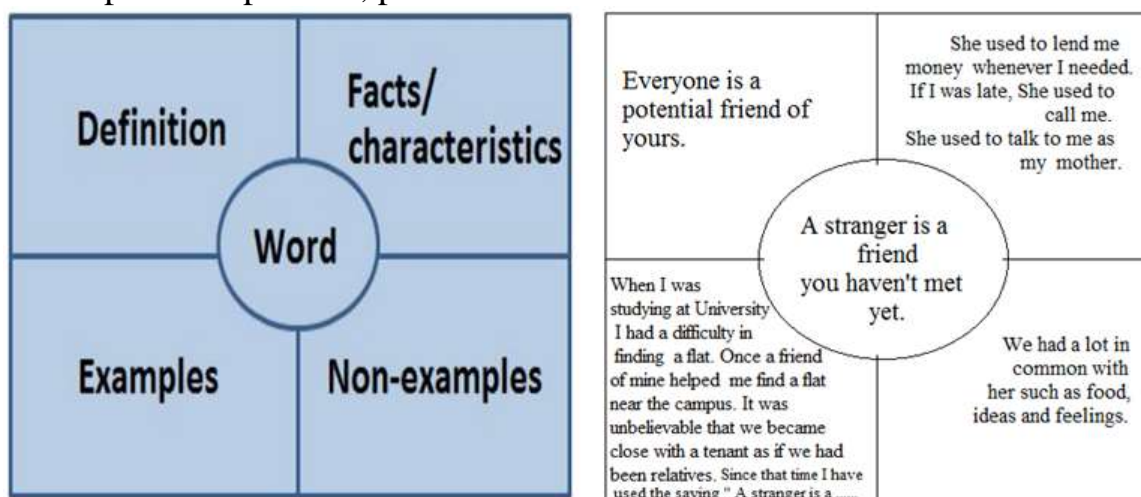 Definition
Facts/
characteristics
Word
Examples
Non-examples
Everyone is a
potential friend of
yours.
She used to lend me
money whenever I needed.
If I was late, She used to
call me.
She used to talk to me as
my mother.
A stranger is a
friend
you haven't met
yet.
When I was
studying at University
I had a difficulty in
finding a flat. Once a friend
of mine helped me find a flat
near the campus. It was
unbelievable that we became
close with a tenant as if we had
been relatives. Since that time I have
used the saying " A stranger is a
We had a lot in
common with
her such as food,
ideas and feelings.